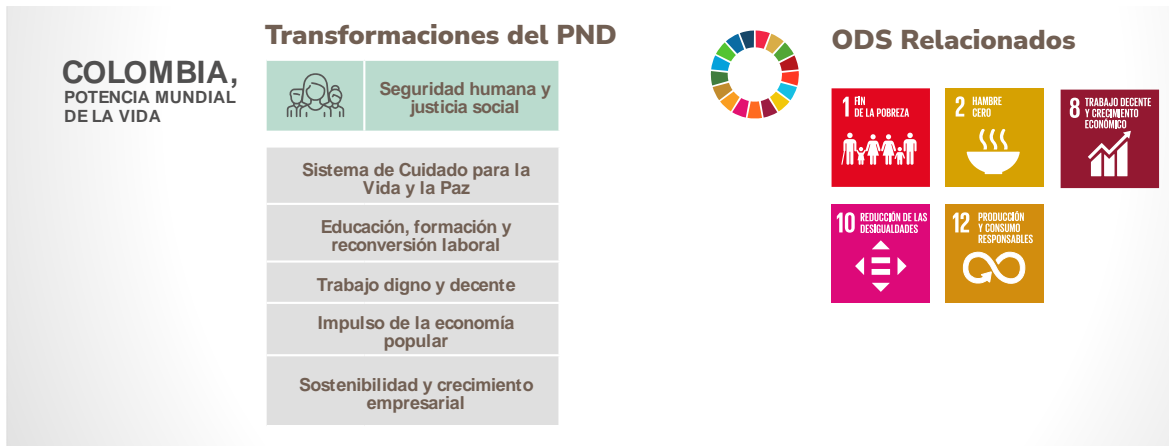 COLOMBIA,
POTENCIA MUNDIAL
DE LA VIDA
Transformaciones del PND
Seguridad humana y
justicia social
Sistema de Cuidado para la
Vida y la Paz
Educación, formación y
reconversión laboral
Trabajo digno y decente
Impulso de la economía
popular
Sostenibilidad y crecimiento
empresarial
ODS Relacionados
1 FIN
DE LA POBREZA
2 HAMBRE
CERO
8 TRABAJO DECENTE
Y CRECIMIENTO
ECONÓMICO
10 REDUCCIÓN DE LAS
DESIGUALDADES
12 PRODUCCIÓN
Y CONSUMO
RESPONSABLES